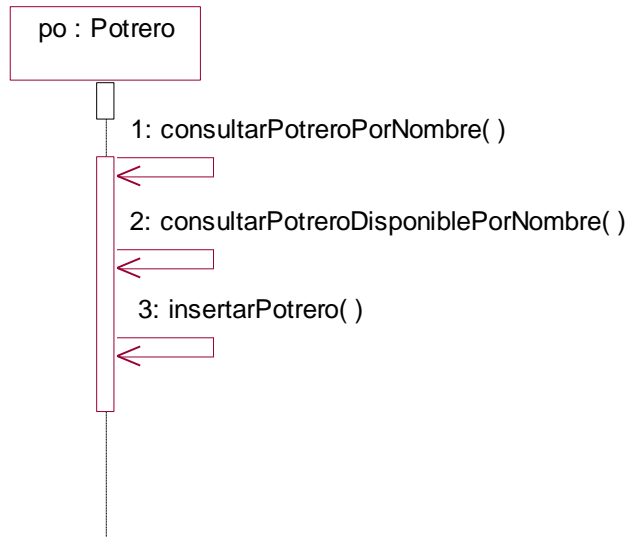 po : Potrero
1: consultarPotreroPorNombre( )
2: consultarPotreroDisponiblePorNombre( )
3: insertarPotrero( )